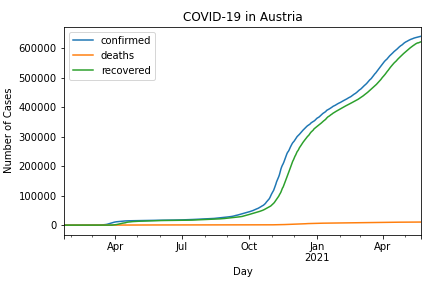 COVID-19 in Austria
confirmed
deaths
recovered
Number of Cases
600000
500000
400000
300000
200000
100000
0
Apr Jul Oct Jan Apr
2021
Day